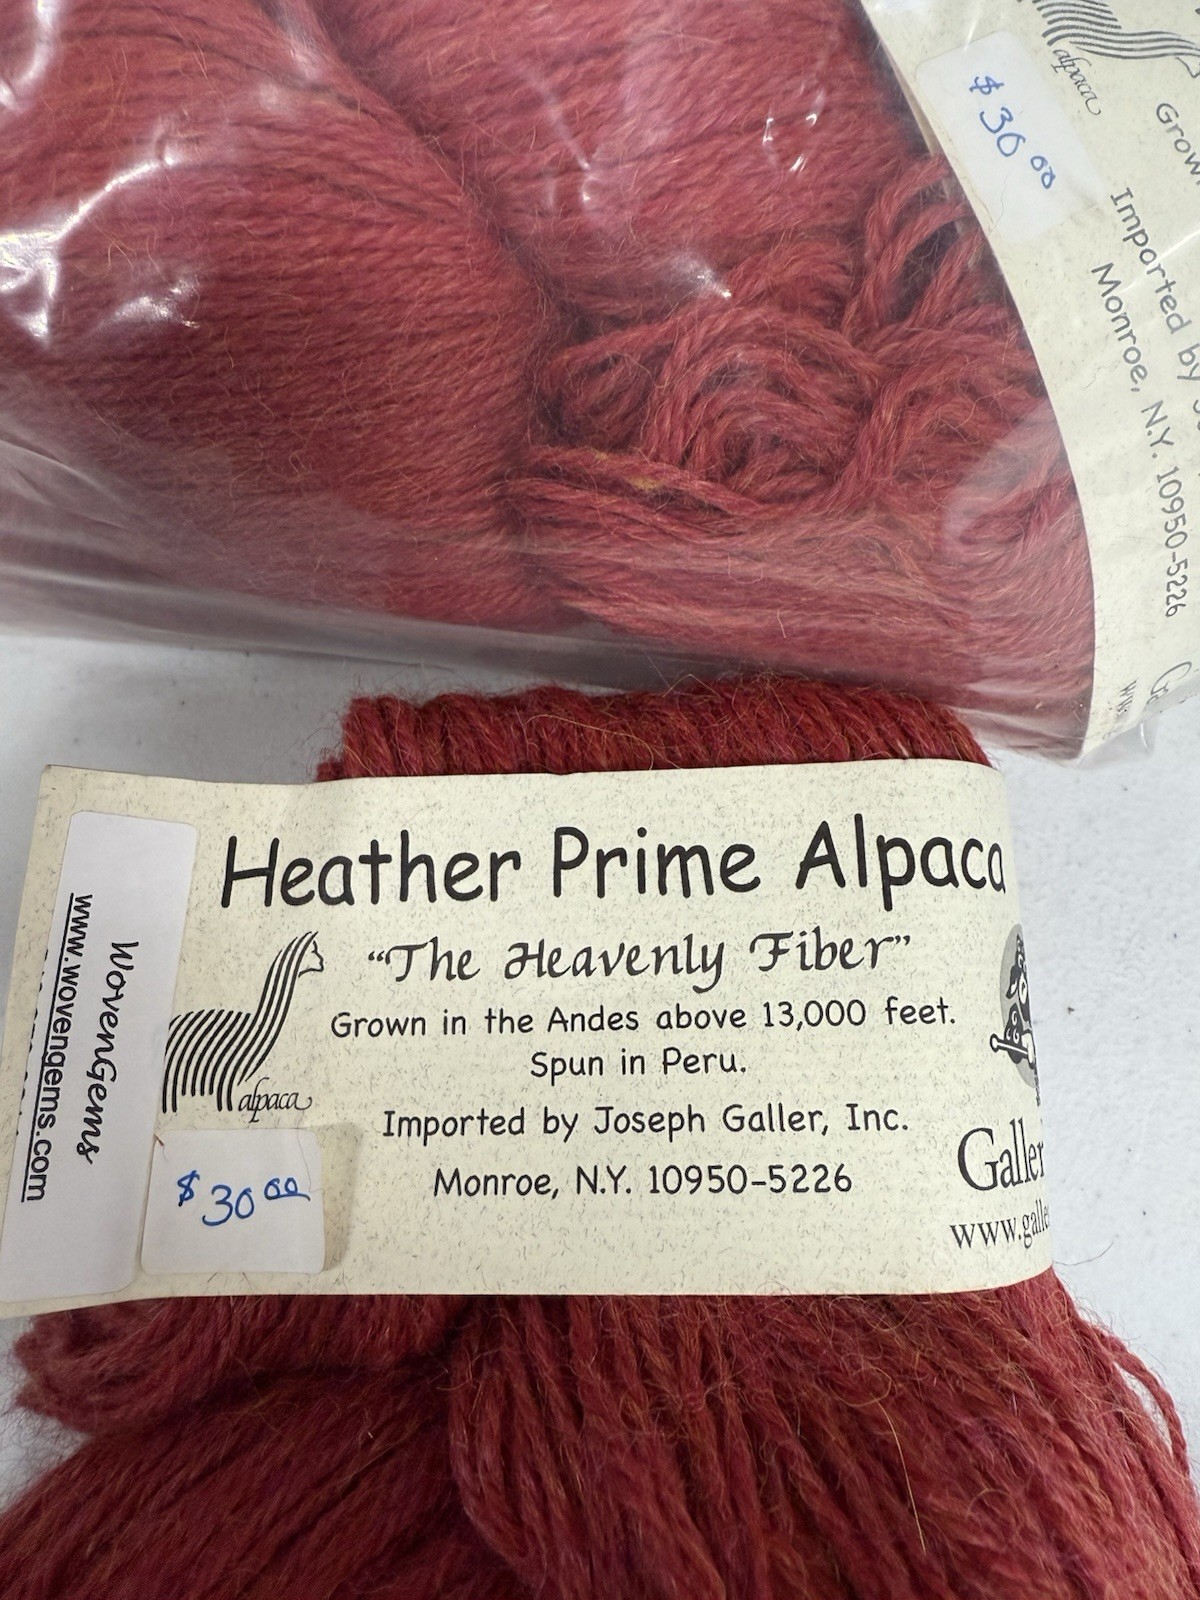 alpaca
$30 00
Imported by
Monroe, N.Y. 10950-5226
Heather Prime Alpaca
"The Heavenly Fiber"
Grown in the Andes above 13,000 feet.
Spun in Peru.
alpaca
Imported by Joseph Galler, Inc.
Monroe, N.Y. 10950-5226
$30 00
WovenGems
www.wovengems.com